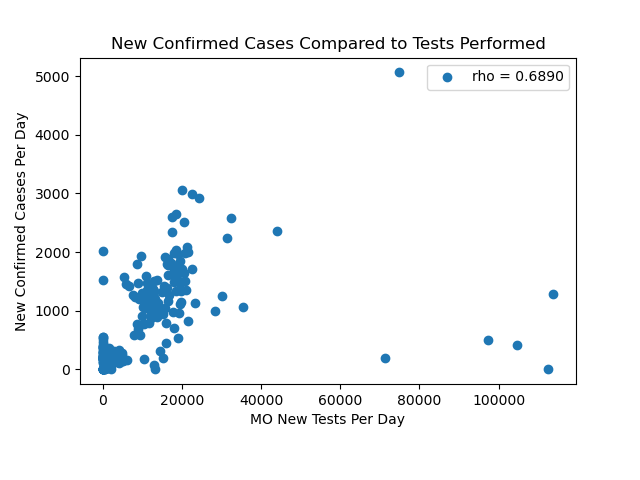 New Confirmed Cases Compared to Tests Performed
rho = 0.6890
New Confirmed Caeses Per Day
5000
4000
3000
2000
1000
0
0 20000 40000 60000 80000 100000
MO New Tests Per Day